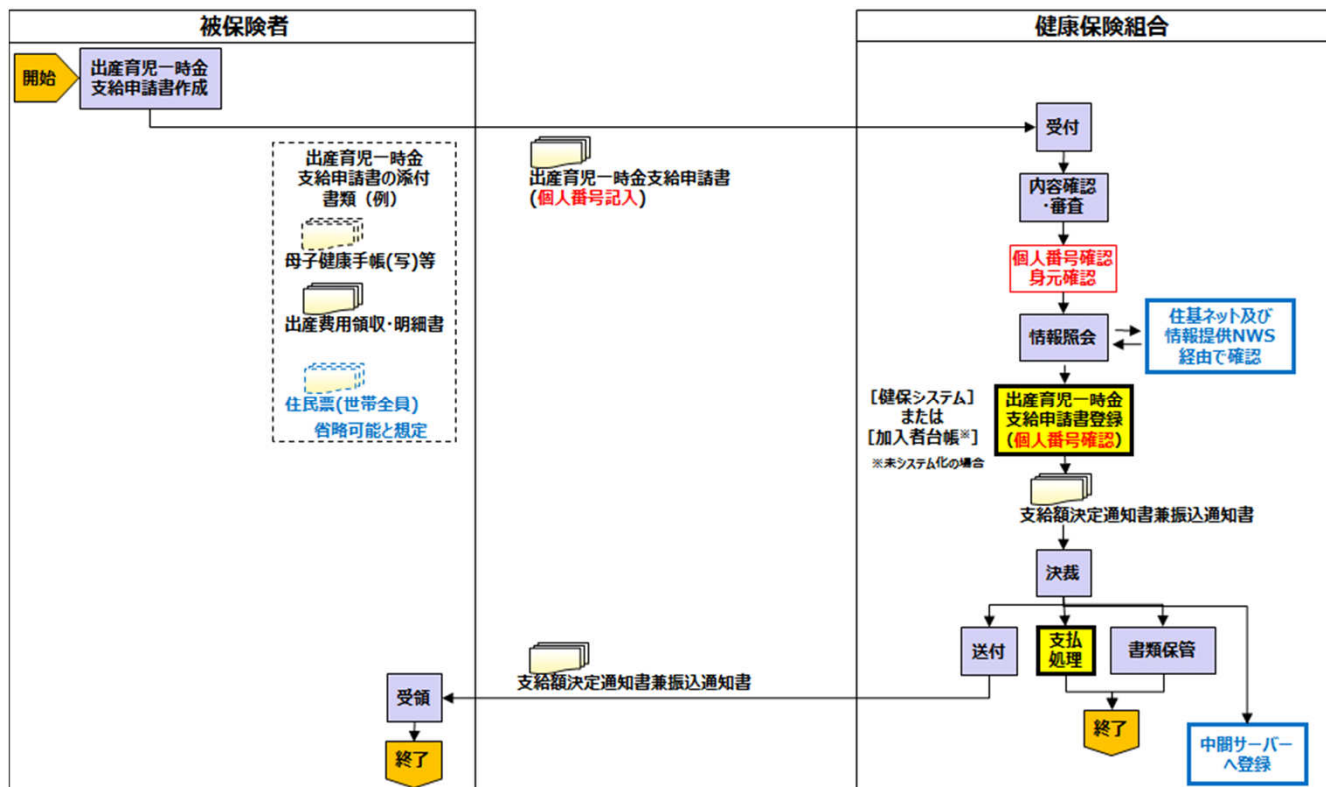 被保険者
健康保険組合
開始
出産育児一時金
支給申請書作成
受付
出産育児一時金
支給申請書の添付
書類（例）
出産育児一時金支給申請書
(個人番号記入）
内容確認
・審査
母子健康手帳(写)等
個人番号確認
身元確認
出産費用領収・明細書
情報照会
住基ネット及び
情報提供NWS
経由で確認
住民票(世帯全員)
省略可能と想定
［健保システム］
または
［加入者台帳※］
※未システム化の場合
出産育児一時金
支給申請書登録
(個人番号確認）
支給額決定通知書兼振込通知書
決裁
送付
支払
処理
書類保管
支給額決定通知書兼振込通知書
受領
終了
終了
中間サーバー
へ登録